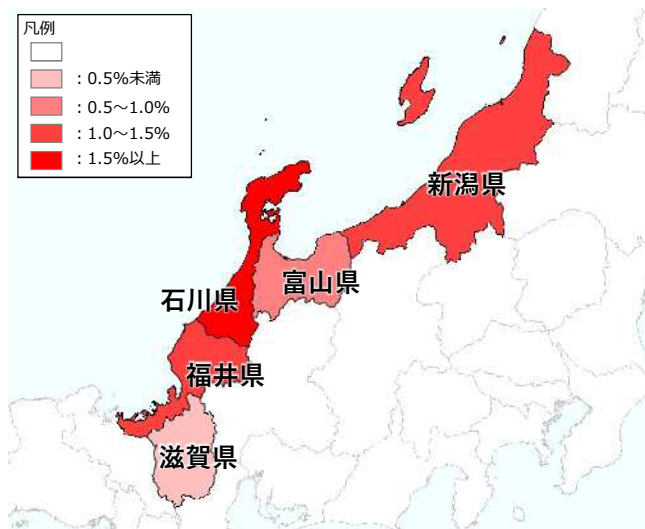 凡例
：0.5%未満
：0.5～1.0%
：1.0～1.5%
：1.5%以上
新潟県
富山県
石川県
福井県
滋賀県